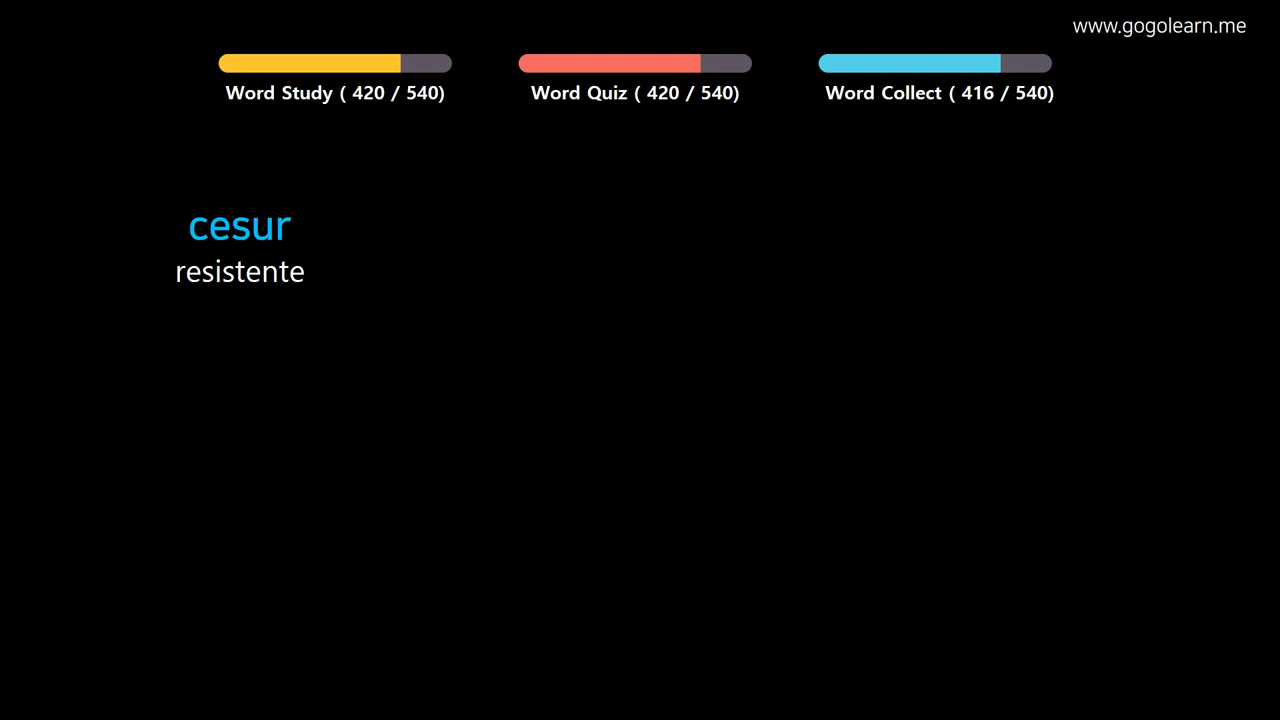 www.gogolearn.me
Word Study ( 420 / 540)
Word Quiz ( 420 / 540)
Word Collect ( 416 / 540)
cesur
resistente